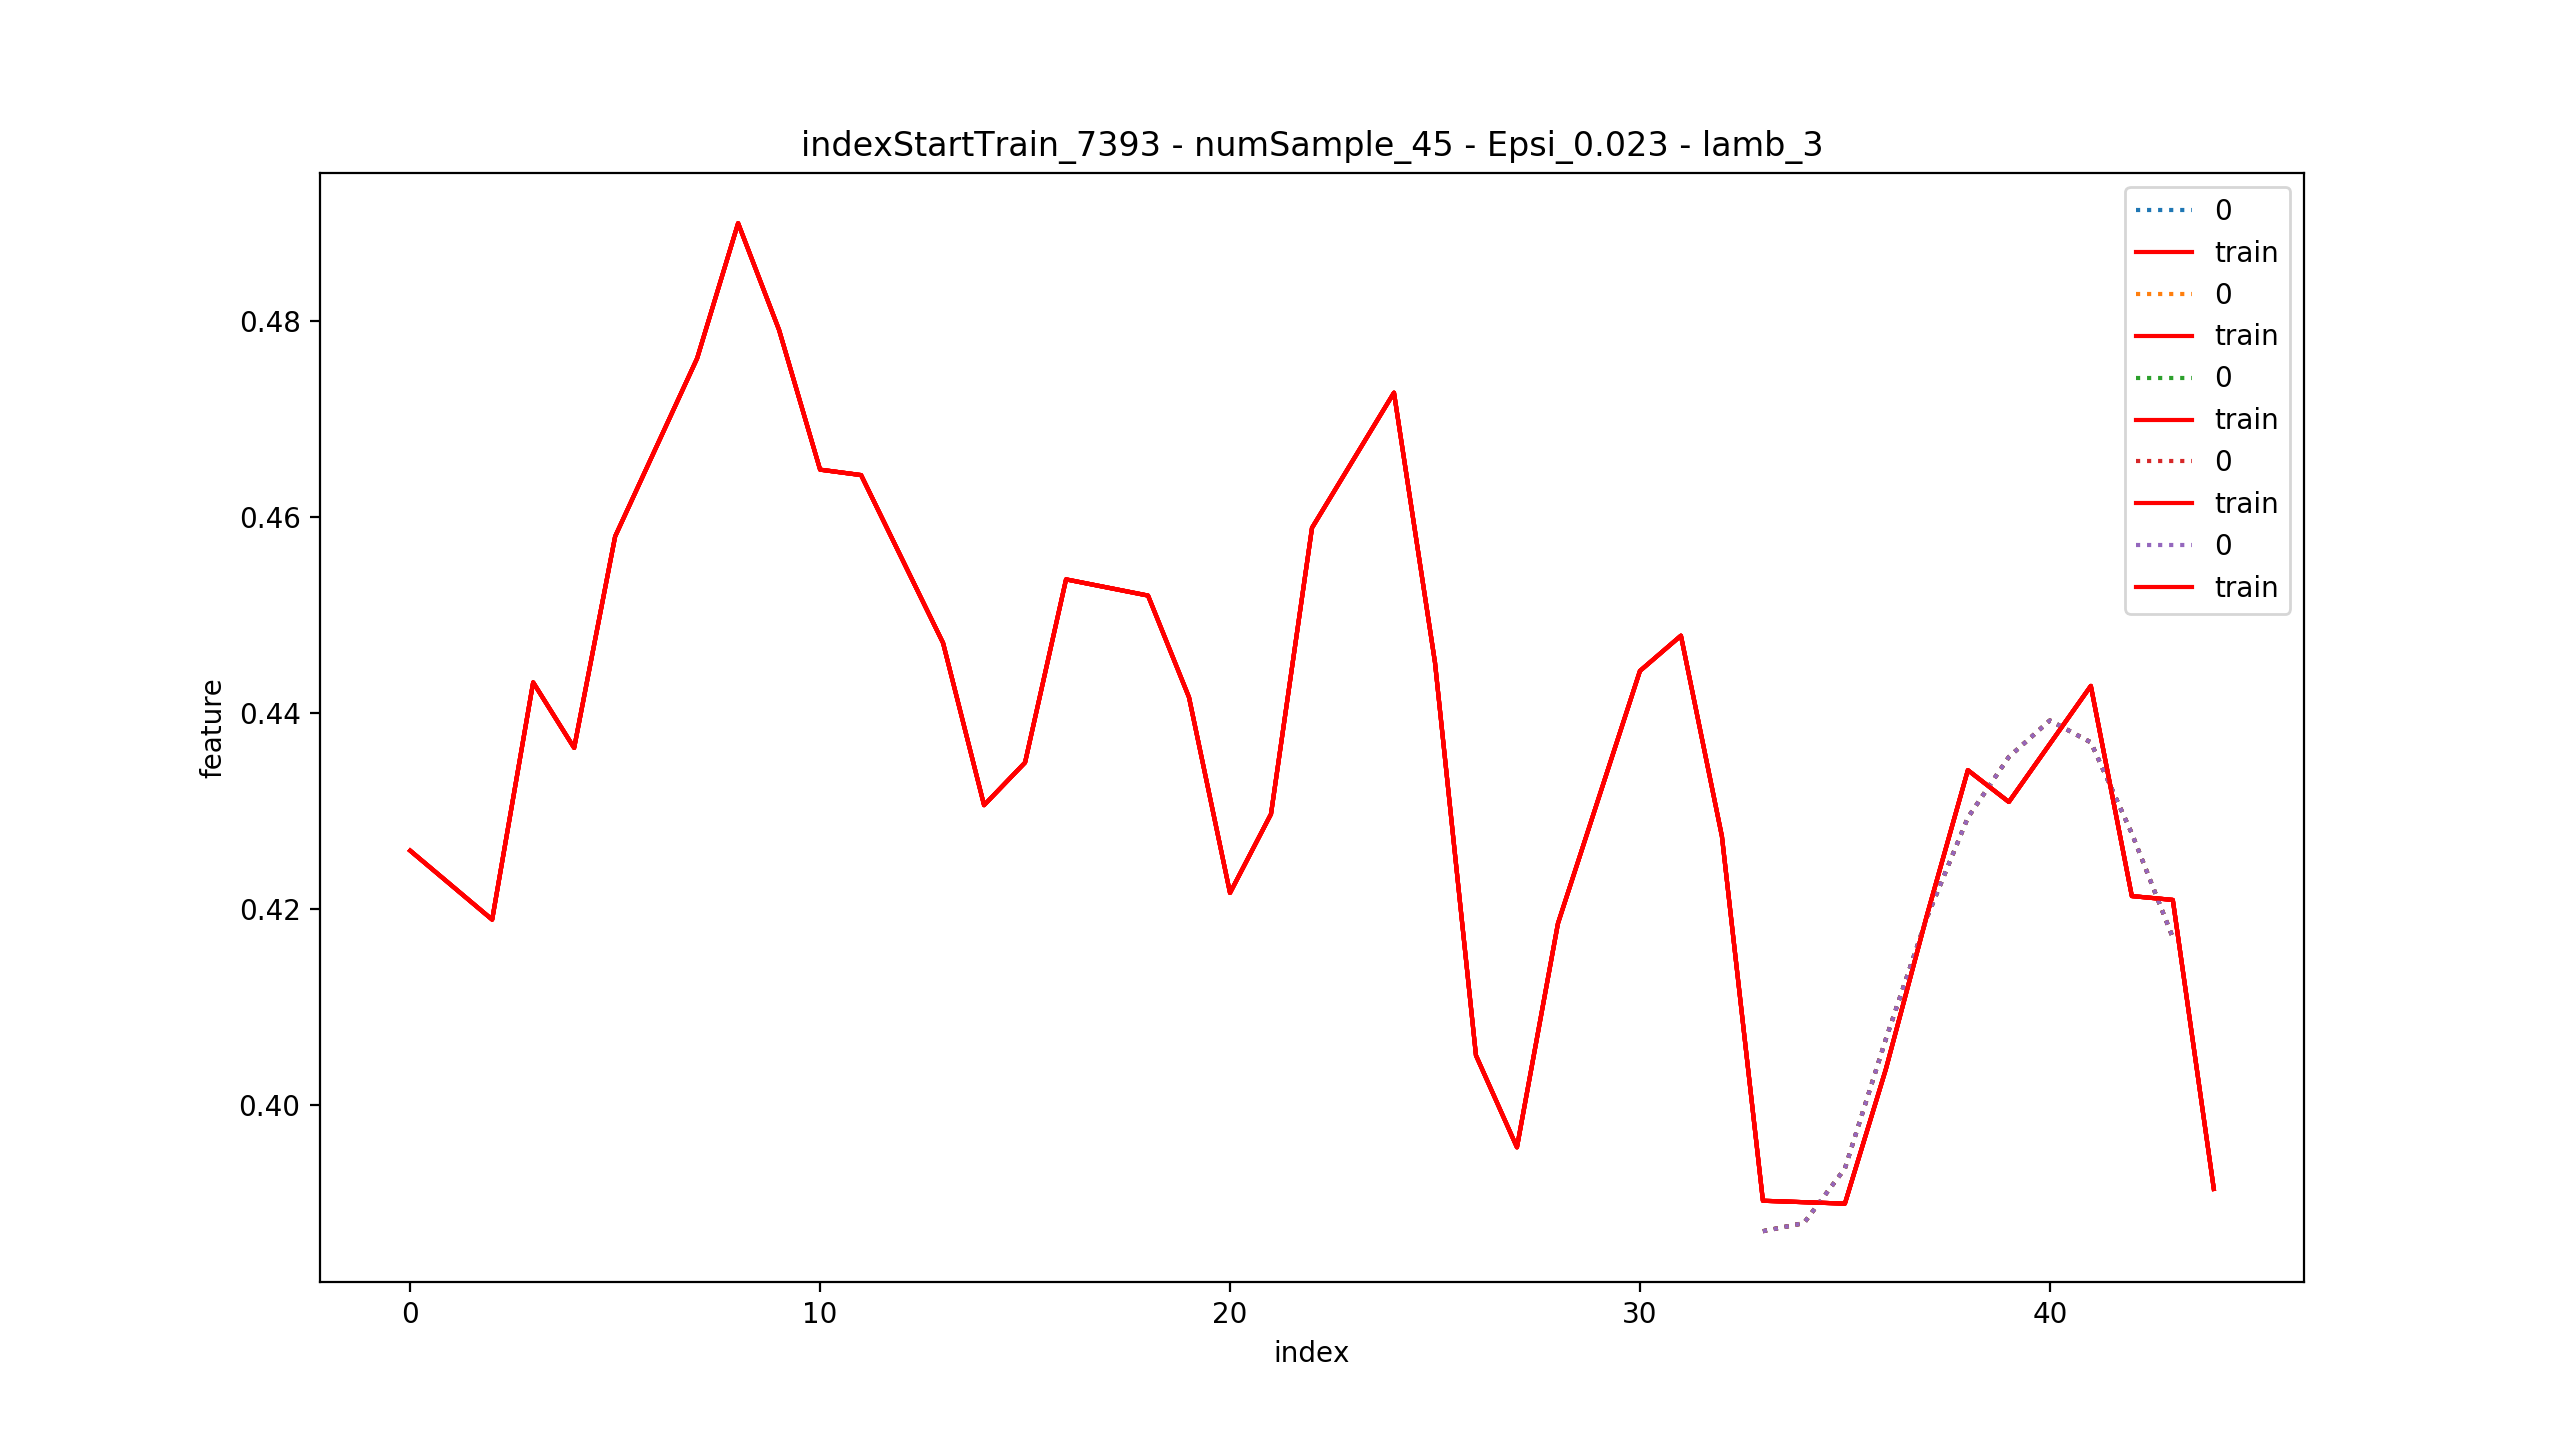 indexStartTrain_7393 - numSample_45 - Epsi_0.023 - lamb_3
0
train
0
train
0
train
0
train
0
train
feature
0.48
0.46
0.44
0.42
0.40
0 10 20 30 40
index